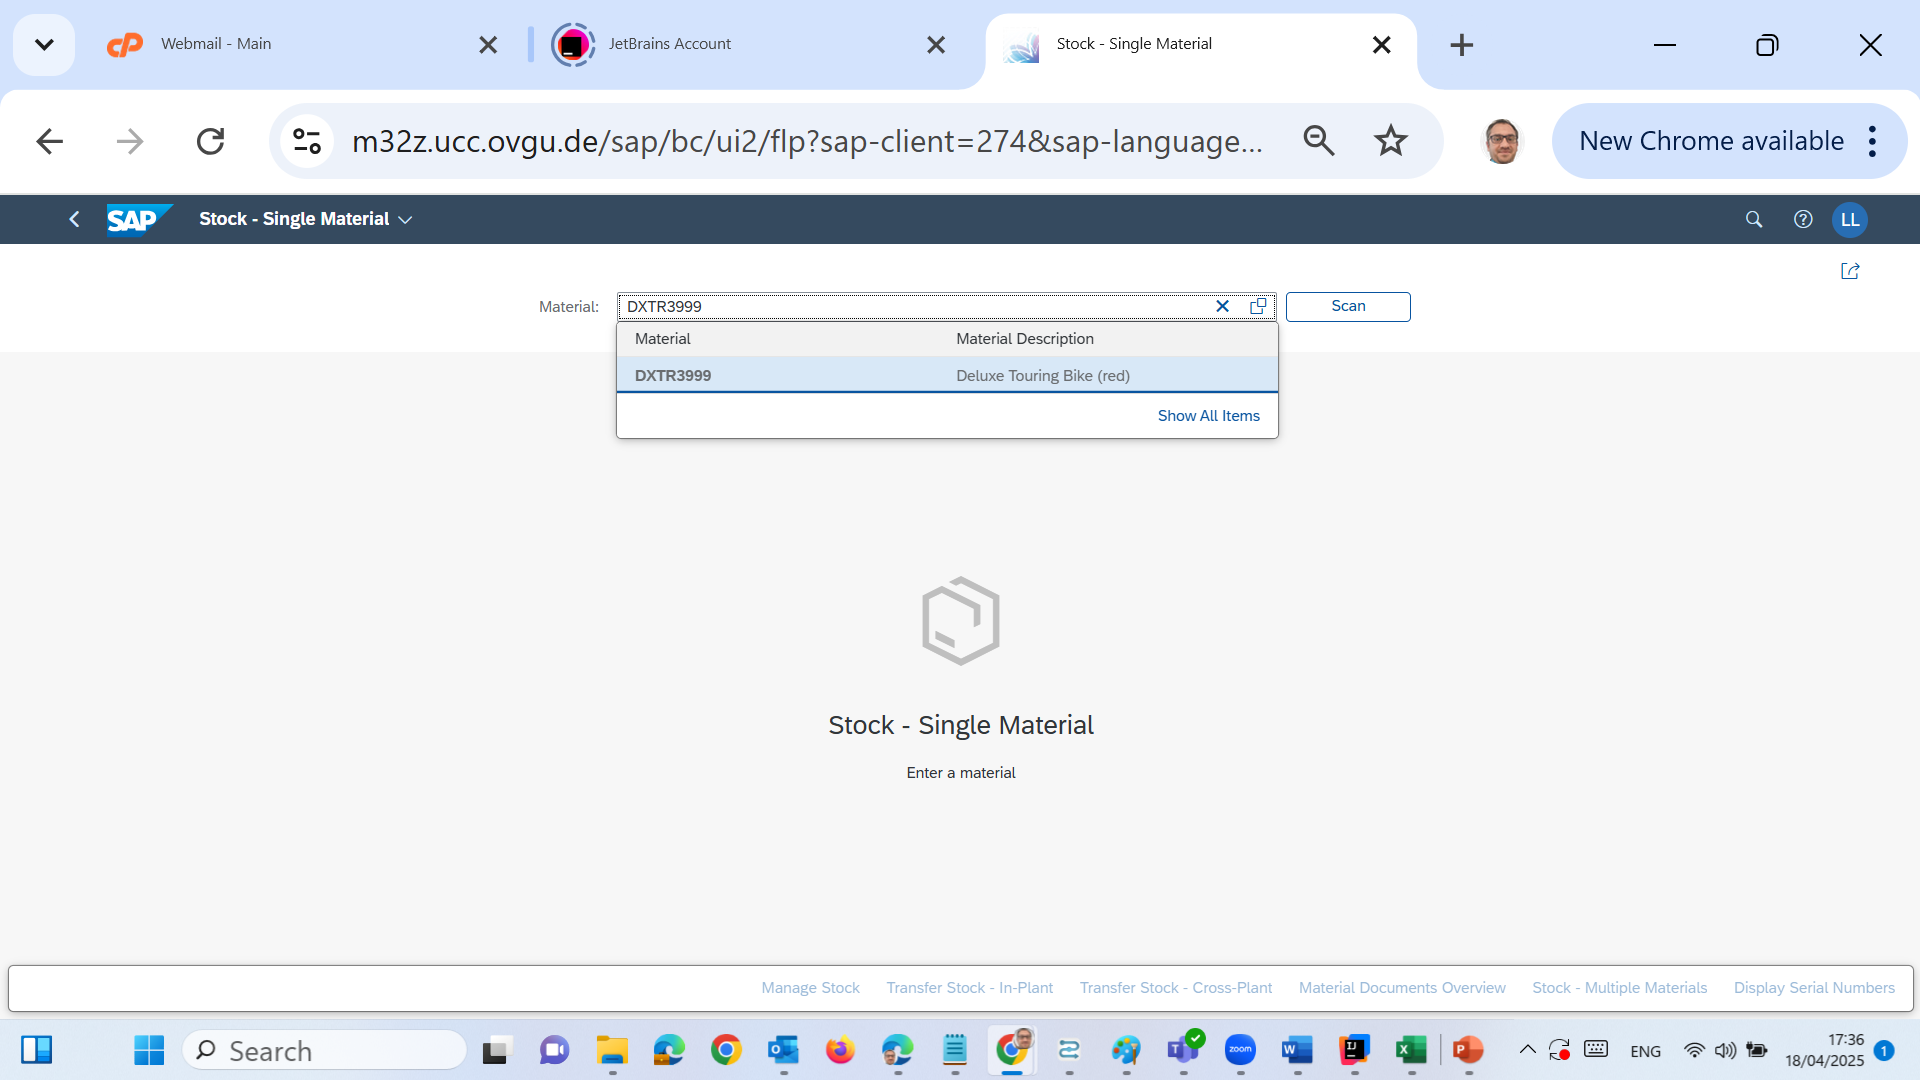 Webmail - Main
JetBrains Account
Stock - Single Material
m32z.ucc.ovgu.de/sap/bc/ui2/flp?sap-client=274&sap-language...
New Chrome available
SAP
Stock - Single Material
LL
Material:
DXTR3999
Scan
Material
Material Description
DXTR3999
Deluxe Touring Bike (red)
Show All Items
Stock - Single Material
Enter a material
Manage Stock
Transfer Stock - In-Plant
Transfer Stock - Cross-Plant
Material Documents Overview
Stock - Multiple Materials
Display Serial Numbers
Search
zoom
ENG
17:36
18/04/2025
1